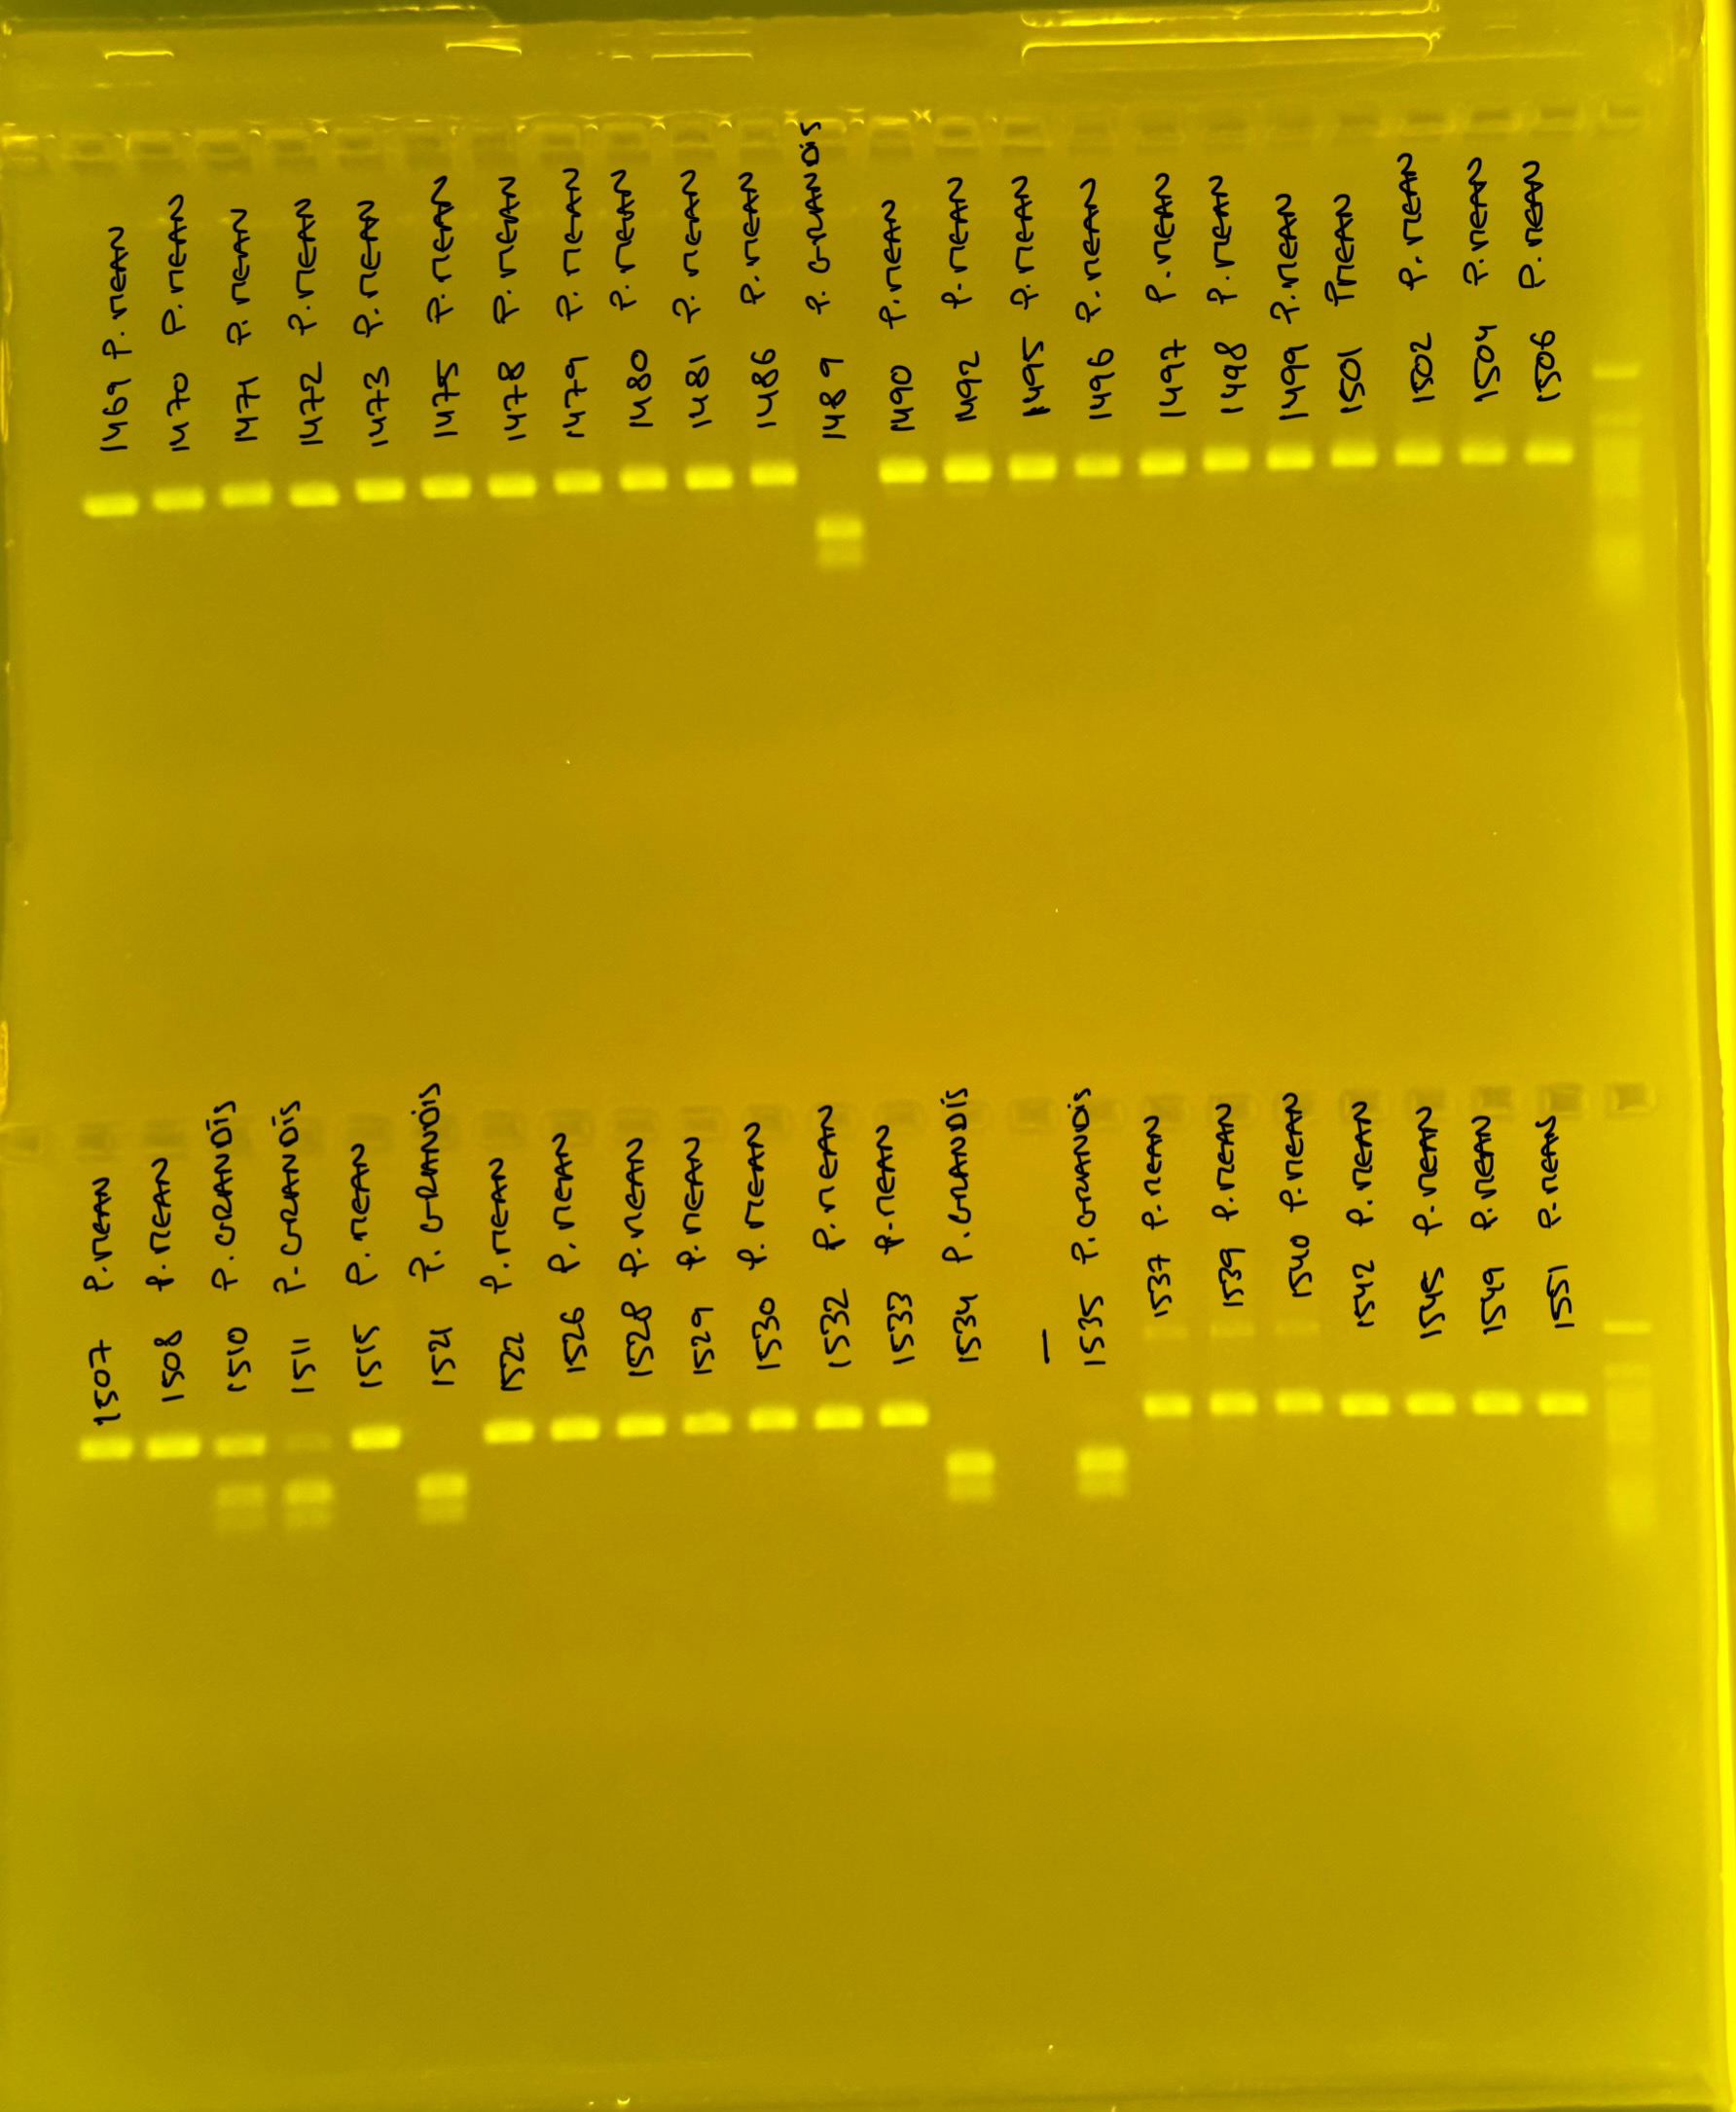 1469 P.MEAN
1470 P.MEAN
1471 P.MEAN
1472 P.MEAN
1473 P.MEAN
1475 P.MEAN
1478 P.MEAN
1479 P.MEAN
1480 P.MEAN
1481 P.MEAN
1486 P.MEAN
1489 P. GRANDIS
1490 P.MEAN
1492 P.MEAN
1495 P.MEAN
1496 P.MEAN
1497 P.MEAN
1498 P.MEAN
1499 P.MEAN
1501 PMEAN
1502 P.MEAN
1504 P.MEAN
1506 P.MEAN
1507 P.MEAN
1508 P.MEAN
1510 P. GRANDIS
1511 P. GRANDIS
1515 P.MEAN
1521 P. GRANDIS
1522 P.MEAN
1526 P.MEAN
1528 P.MEAN
1529 P.MEAN
1530 P.MEAN
1532 P.MEAN
1533 P.MEAN
1534 P.GRANDIS
—
1535 P.GRANDIS
1537 P.MEAN
1539 P.MEAN
1540 P.MEAN
1542 P.MEAN
1545 P.MEAN
1549 P.MEAN
1551 P.MEAN